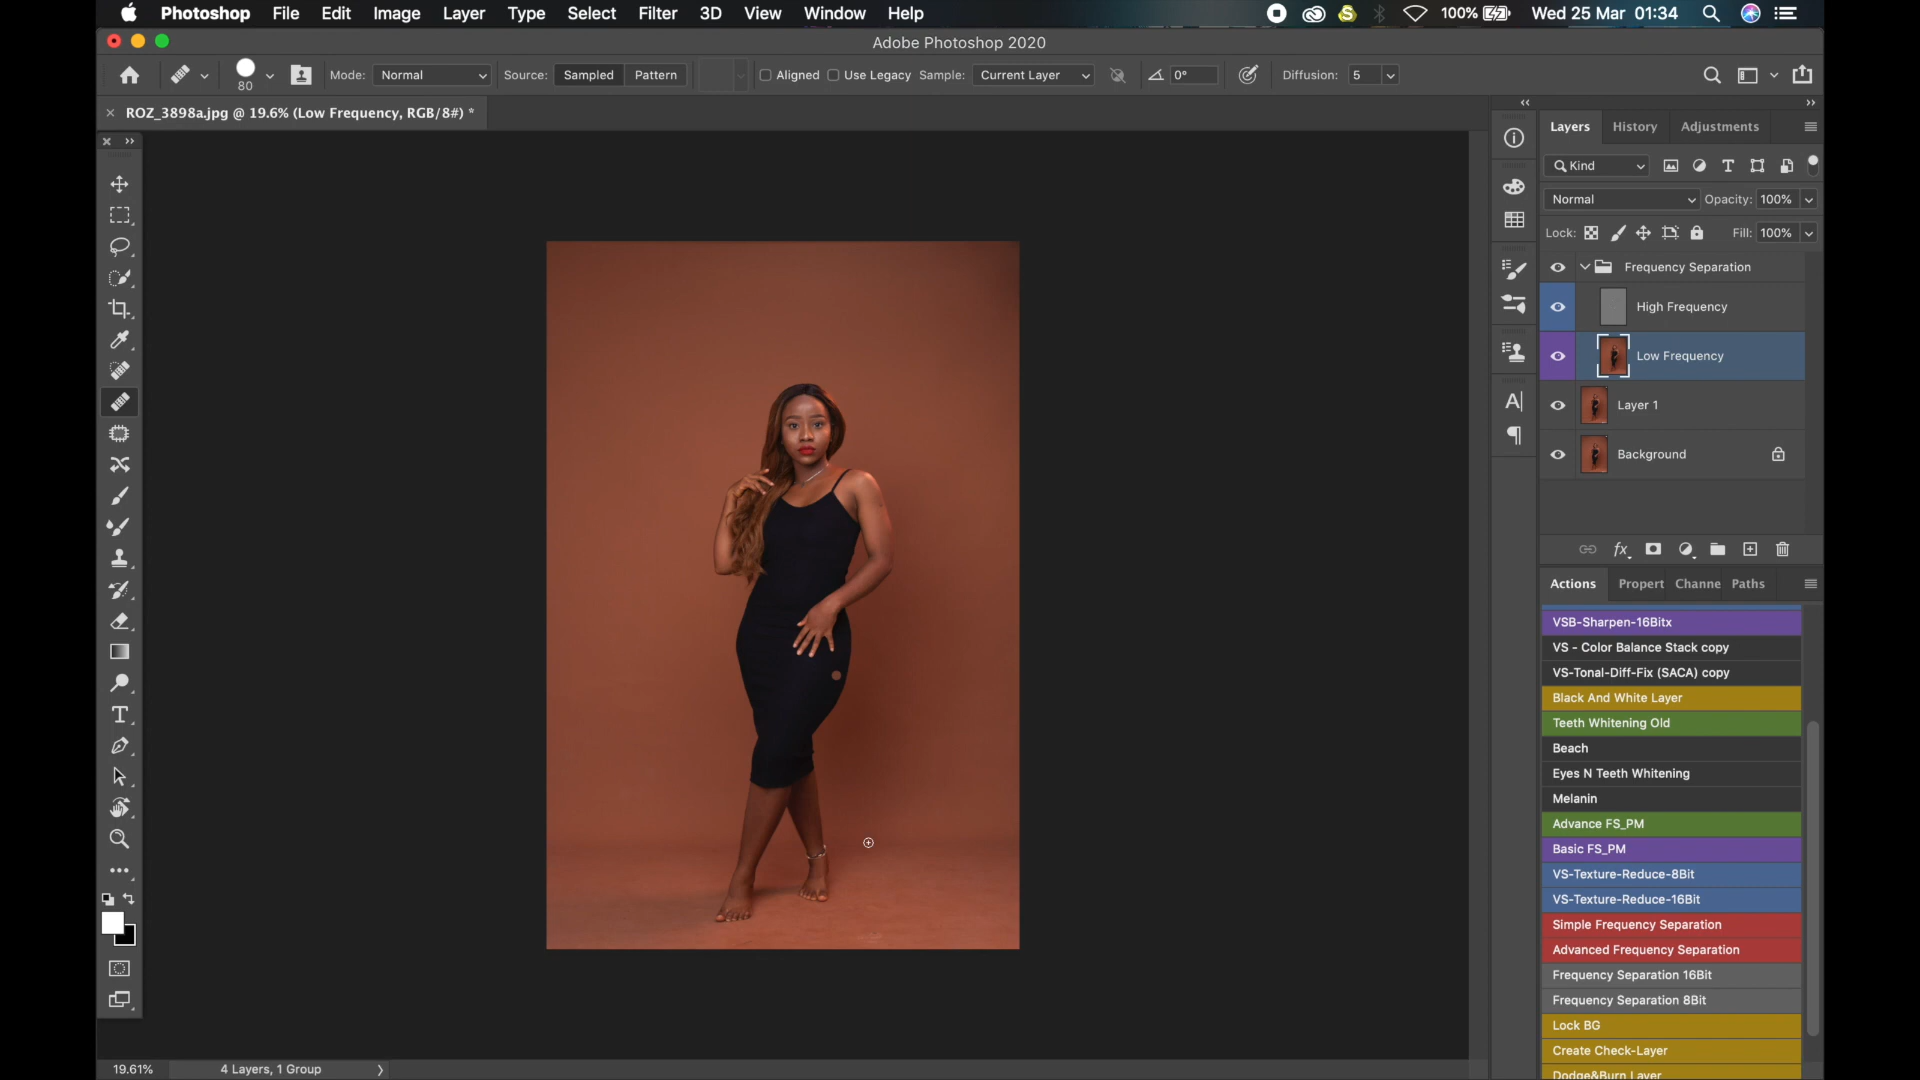 Photoshop File Edit Image Layer Type Select Filter 3D View Window Help 100% Wed 25 Mar 01:34
Adobe Photoshop 2020
80 Mode: Normal Source: Sampled Pattern Aligned Use Legacy Sample: Current Layer 0° Diffusion: 5
ROZ_3898a.jpg @ 19.6% (Low Frequency, RGB/8#) *
Layers History Adjustments
Kind
Normal Opacity: 100%
Lock: Fill: 100%
Frequency Separation
High Frequency
Low Frequency
Layer 1
Background
fx
Actions Propert Channe Paths
VSB-Sharpen-16Bitx
VS - Color Balance Stack copy
VS-Tonal-Diff-Fix (SACA) copy
Black And White Layer
Teeth Whitening Old
Beach
Eyes N Teeth Whitening
Melanin
Advance FS_PM
Basic FS_PM
VS-Texture-Reduce-8Bit
VS-Texture-Reduce-16Bit
Simple Frequency Separation
Advanced Frequency Separation
Frequency Separation 16Bit
Frequency Separation 8Bit
Lock BG
Create Check-Layer
Dodge&Burn Layer
19.61% 4 Layers, 1 Group